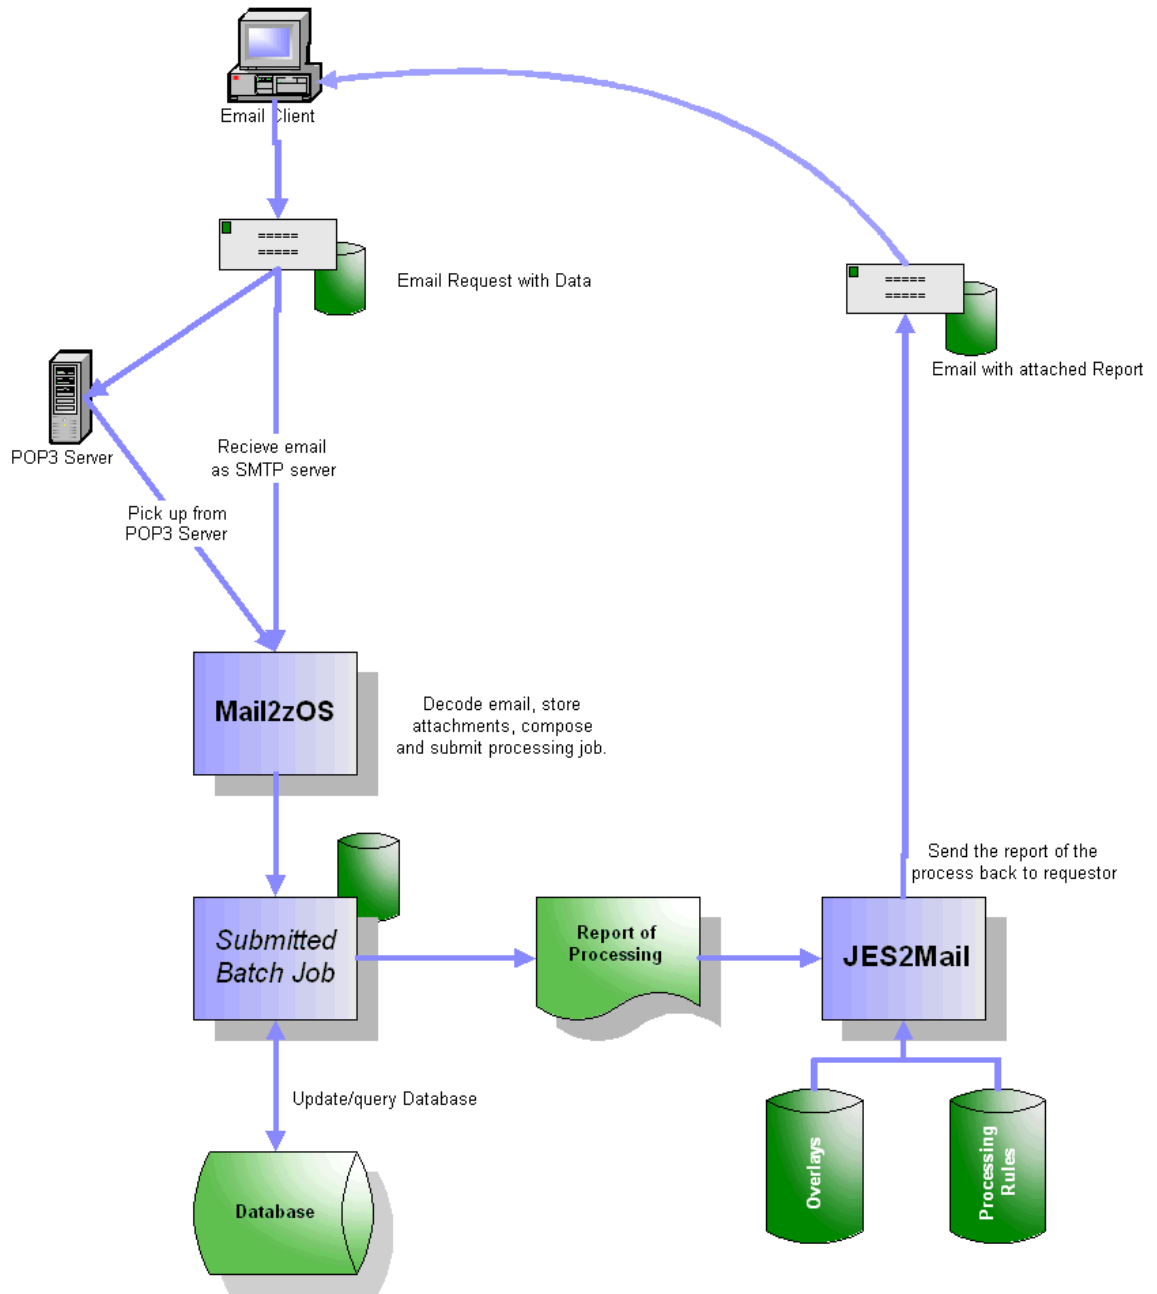 Email Client
=====
=====
Email Request with Data
=====
=====
Email with attached Report
POP3 Server
Recieve email
as SMTP server
Pick up from
POP3 Server
Mail2zOS
Decode email, store
attachments, compose
and submit processing job.
Send the report of the
process back to requestor
Submitted
Batch Job
Report of
Processing
JES2Mail
Update/query Database
Database
Overlays
Processing
Rules